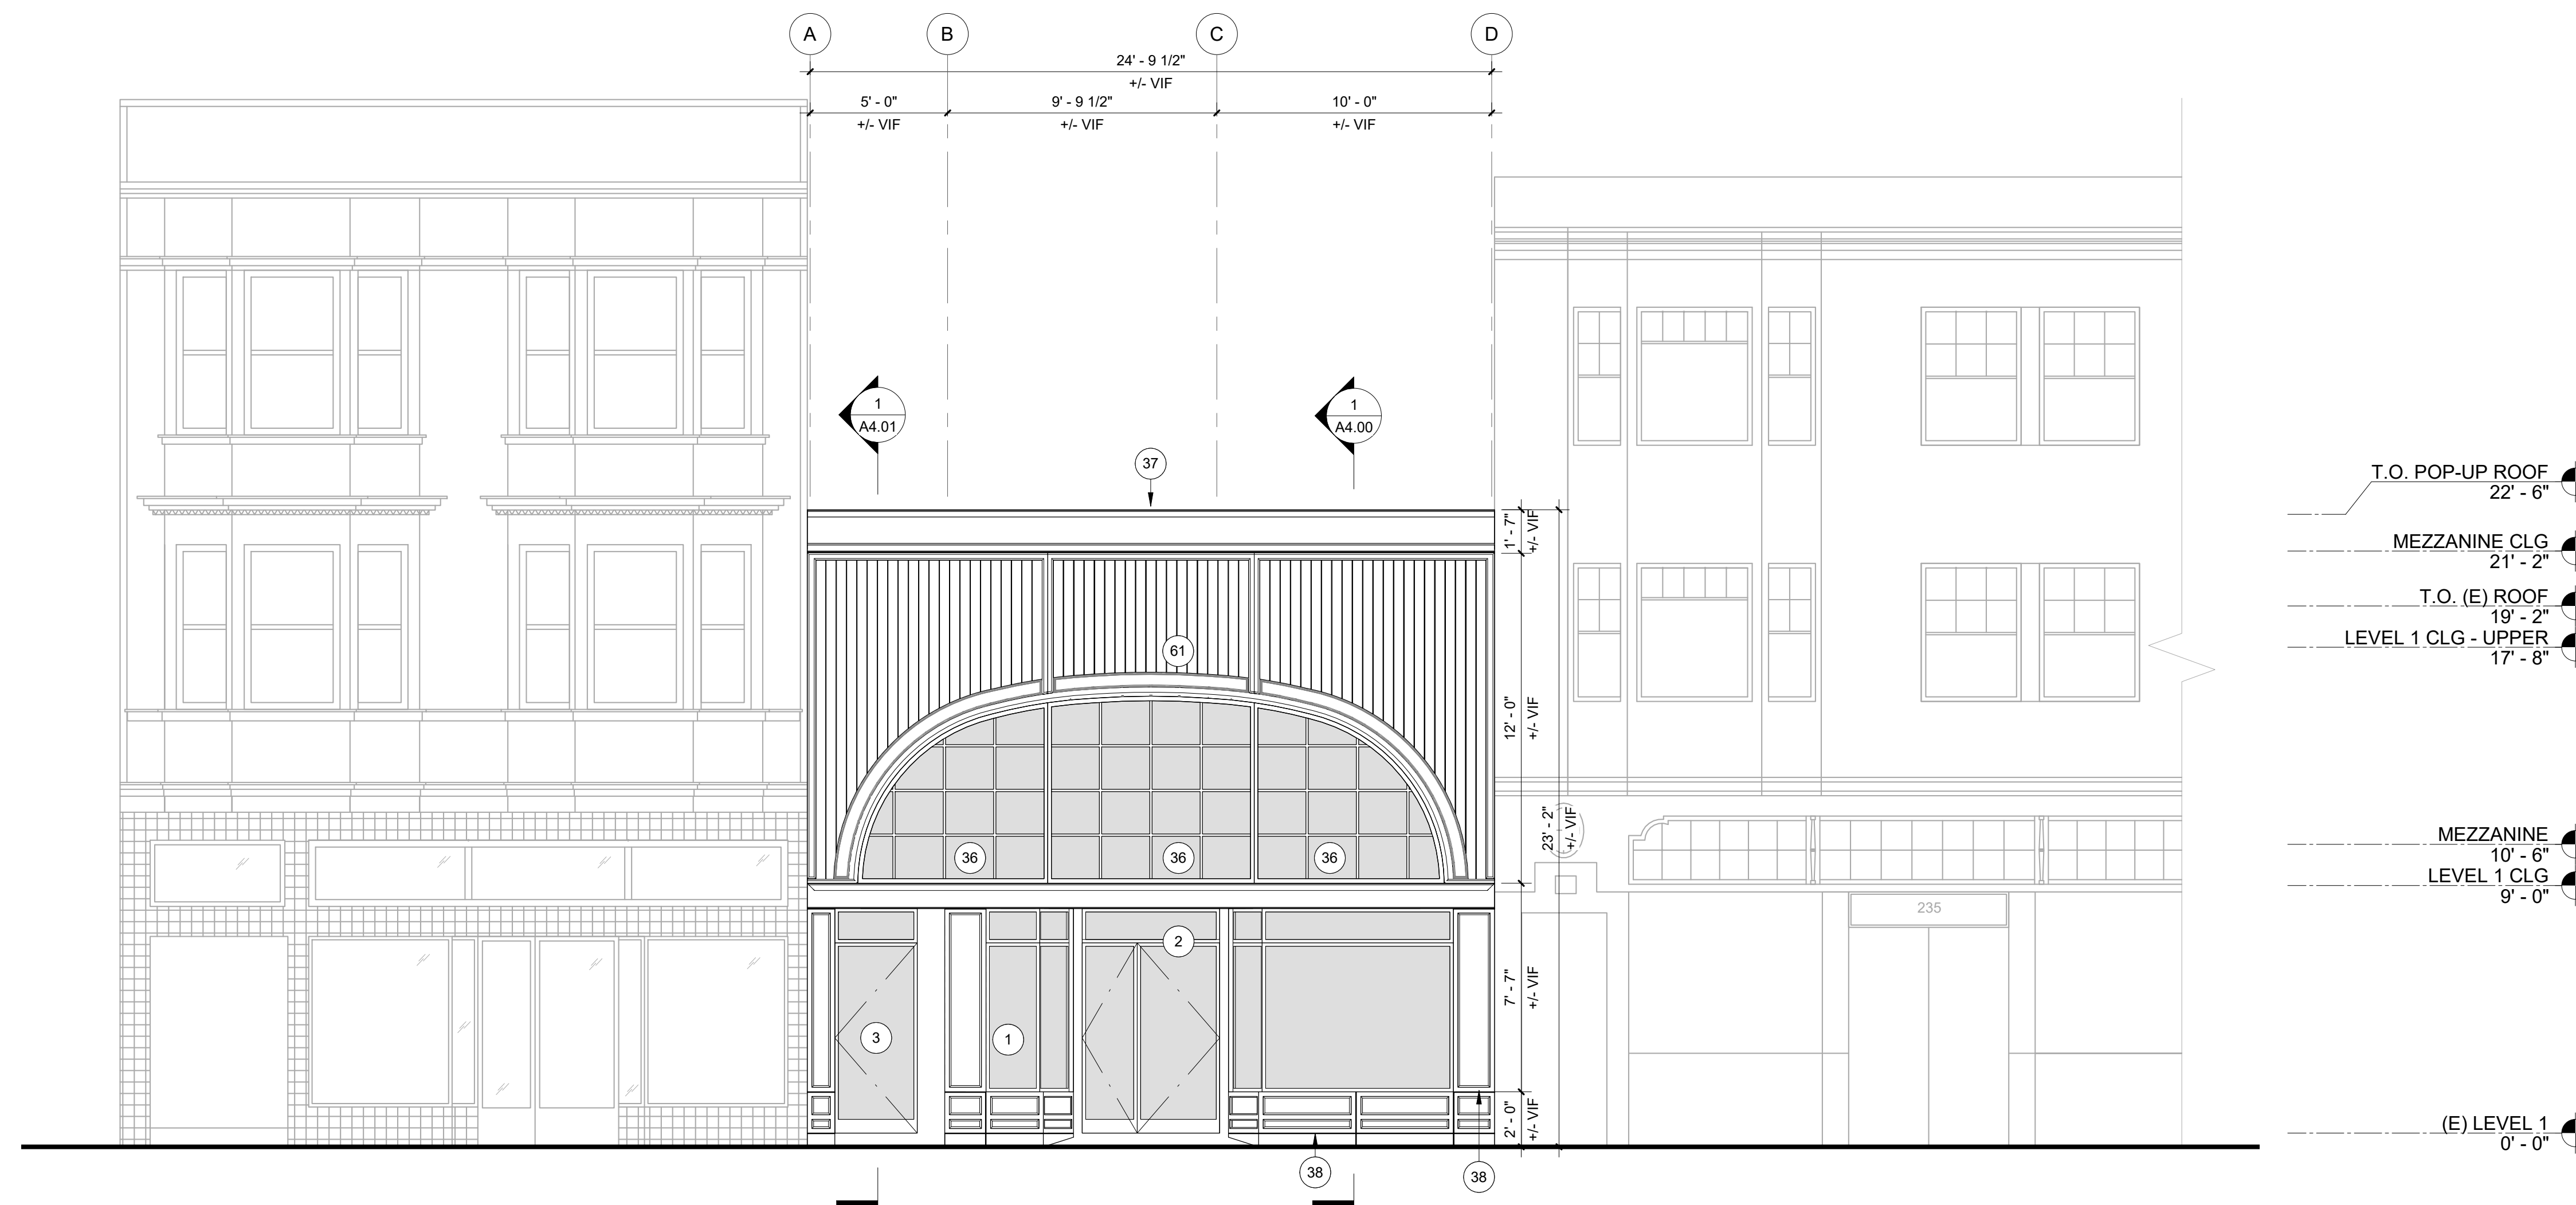 A
B
C
D
24' - 9 1/2"
+/- VIF
5' - 0"
9' - 9 1/2"
10' - 0"
+/- VIF
+/- VIF
+/- VIF
1
A4.01
1
A4.00
37
T.O. POP-UP ROOF
22' - 6"
MEZZANINE CLG
21' - 2"
T.O. (E) ROOF
19' - 2"
LEVEL 1 CLG - UPPER
17' - 8"
MEZZANINE
10' - 6"
LEVEL 1 CLG
9' - 0"
(E) LEVEL 1
0' - 0"
1' - 7"
+/- VIF
12' - 0"
+/- VIF
23' - 2"
+/- VIF
7' - 7"
+/- VIF
2' - 0"
+/- VIF
61
36
36
36
235
2
3
1
38
38